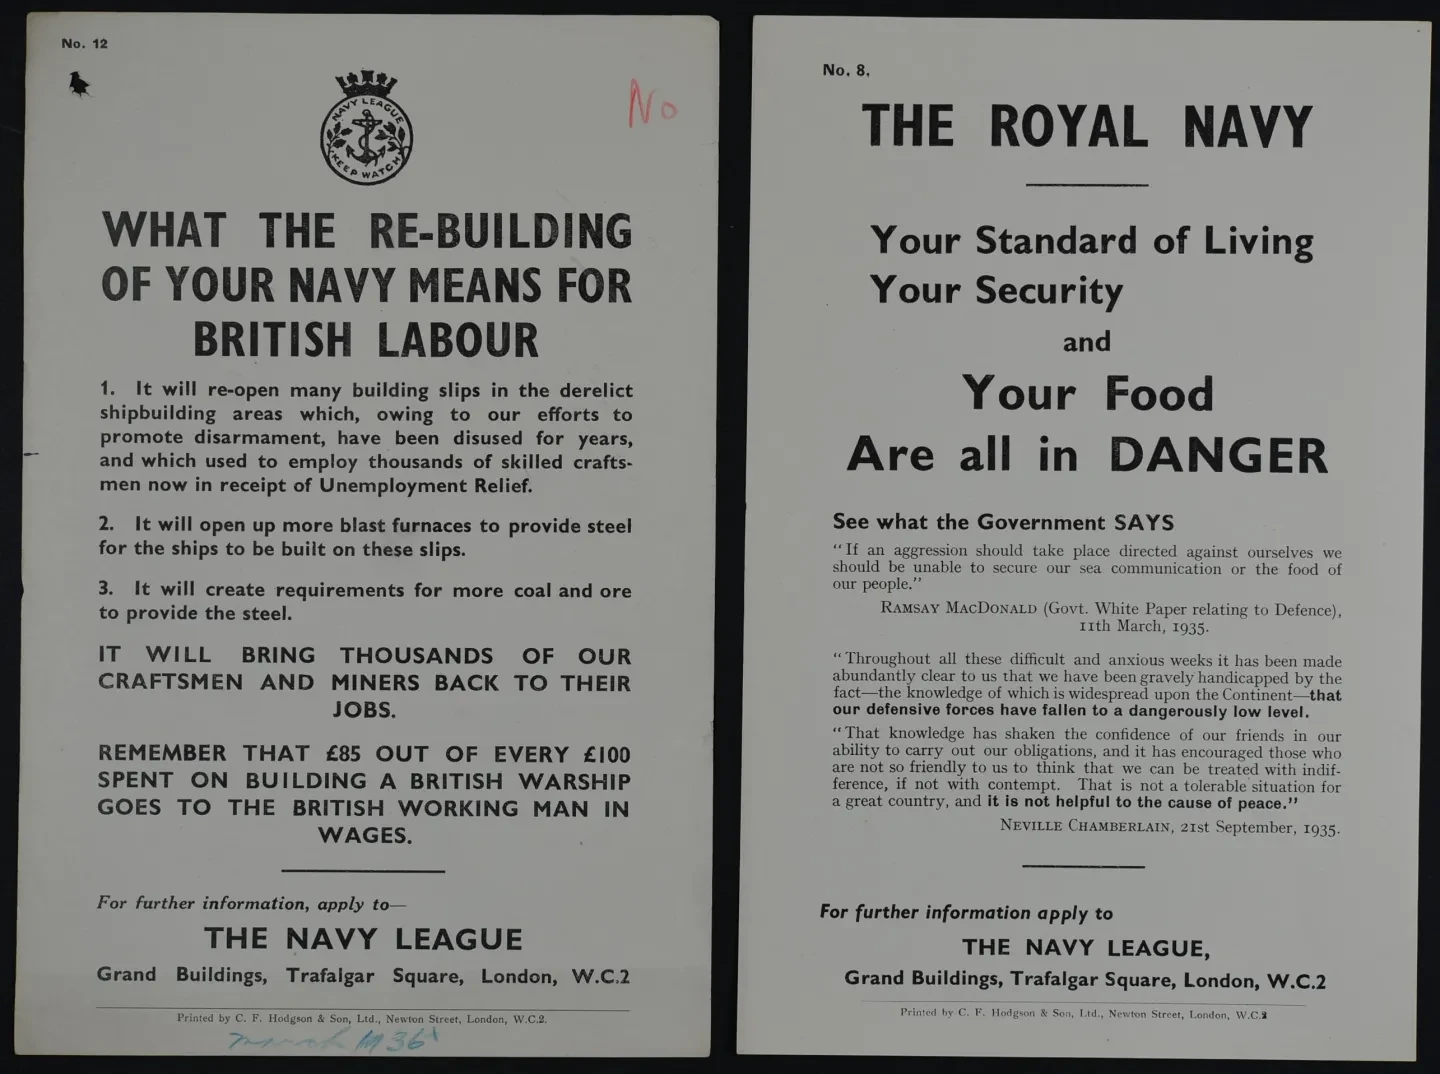 No. 12
No
NAVY LEAGUE
KEEP WATCH
WHAT THE RE-BUILDING
OF YOUR NAVY MEANS FOR
BRITISH LABOUR
1. It will re-open many building slips in the derelict
shipbuilding areas which, owing to our efforts to
promote disarmament, have been disused for years,
and which used to employ thousands of skilled crafts-
men now in receipt of Unemployment Relief.
2. It will open up more blast furnaces to provide steel
for the ships to be built on these slips.
3. It will create requirements for more coal and ore
to provide the steel.
IT WILL BRING THOUSANDS OF OUR
CRAFTSMEN AND MINERS BACK TO THEIR
JOBS.
REMEMBER THAT £85 OUT OF EVERY £100
SPENT ON BUILDING A BRITISH WARSHIP
GOES TO THE BRITISH WORKING MAN IN
WAGES.
For further information, apply to—
THE NAVY LEAGUE
Grand Buildings, Trafalgar Square, London, W.C.2
Printed by C. F. Hodgson & Son, Ltd., Newton Street, London, W.C.2.
March 1936
No. 8.
THE ROYAL NAVY
Your Standard of Living
Your Security
and
Your Food
Are all in DANGER
See what the Government SAYS
"If an aggression should take place directed against ourselves we
should be unable to secure our sea communication or the food of
our people."
RAMSAY MACDONALD (Govt. White Paper relating to Defence),
11th March, 1935.
"Throughout all these difficult and anxious weeks it has been made
abundantly clear to us that we have been gravely handicapped by the
fact—the knowledge of which is widespread upon the Continent—that
our defensive forces have fallen to a dangerously low level.
"That knowledge has shaken the confidence of our friends in our
ability to carry out our obligations, and it has encouraged those who
are not so friendly to us to think that we can be treated with indif-
ference, if not with contempt. That is not a tolerable situation for
a great country, and it is not helpful to the cause of peace."
NEVILLE CHAMBERLAIN, 21st September, 1935.
For further information apply to
THE NAVY LEAGUE,
Grand Buildings, Trafalgar Square, London, W.C.2
Printed by C. F. Hodgson & Son, Ltd., Newton Street, London, W.C.2